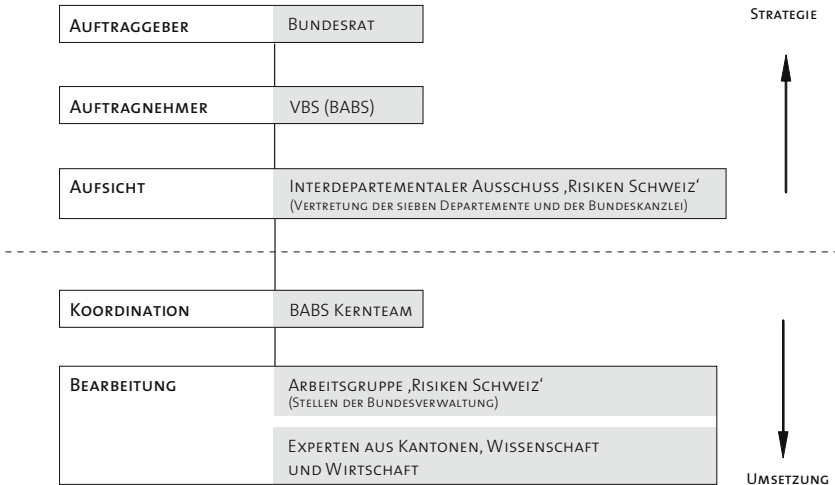 STRATEGIE
AUFTRAGGEBER BUNDESRAT
AUFTRAGNEHMER VBS (BABS)
AUFSICHT INTERDEPARTEMENTALER AUSSCHUSS ‚RISIKEN SCHWEIZ‘
(VERTRETUNG DER SIEBEN DEPARTEMENTE UND DER BUNDESKANZLEI)
KOORDINATION BABS KERNTEAM
BEARBEITUNG ARBEITSGRUPPE ‚RISIKEN SCHWEIZ‘
(STELLEN DER BUNDESVERWALTUNG)
EXPERTEN AUS KANTONEN, WISSENSCHAFT
UND WIRTSCHAFT
UMSETZUNG